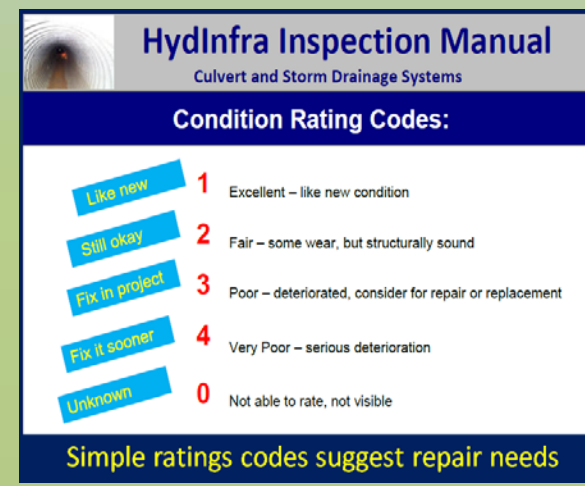 HydInfra Inspection Manual
Culvert and Storm Drainage Systems
Condition Rating Codes:
Like new 1 Excellent – like new condition
Still okay 2 Fair – some wear, but structurally sound
Fix in project 3 Poor – deteriorated, consider for repair or replacement
Fix it sooner 4 Very Poor – serious deterioration
Unknown 0 Not able to rate, not visible
Simple ratings codes suggest repair needs